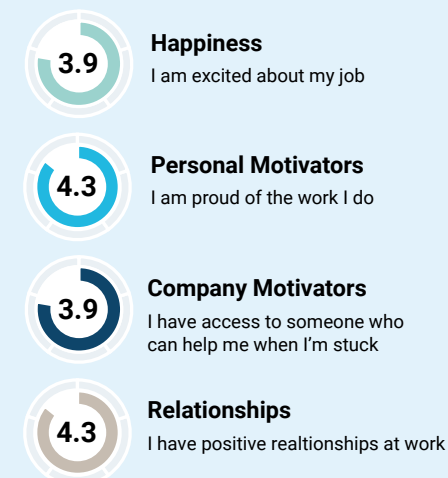 3.9
Happiness
I am excited about my job
4.3
Personal Motivators
I am proud of the work I do
3.9
Company Motivators
I have access to someone who
can help me when I'm stuck
4.3
Relationships
I have positive realtionships at work